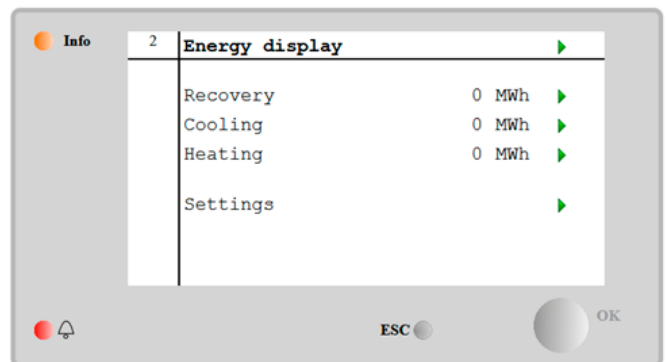 Info
2 Energy display
Recovery 0 MWh
Cooling 0 MWh
Heating 0 MWh
Settings
ESC
OK